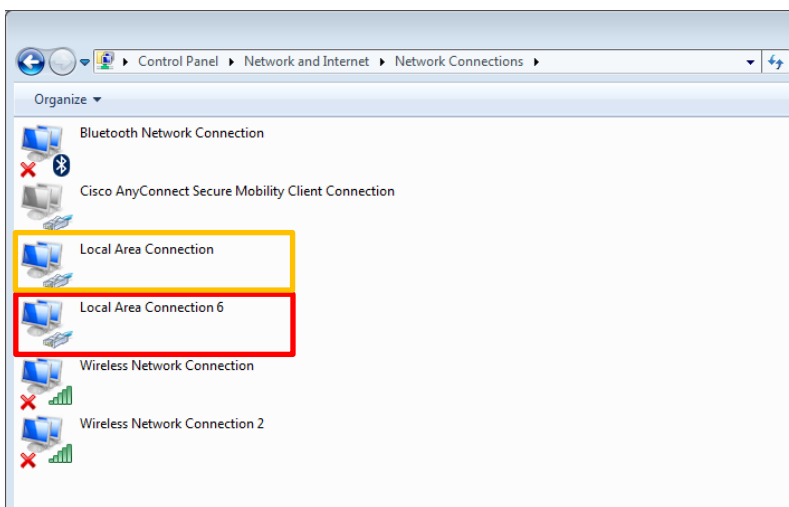 Control Panel Network and Internet Network Connections
Organize
Bluetooth Network Connection
Cisco AnyConnect Secure Mobility Client Connection
Local Area Connection
Local Area Connection 6
Wireless Network Connection
Wireless Network Connection 2